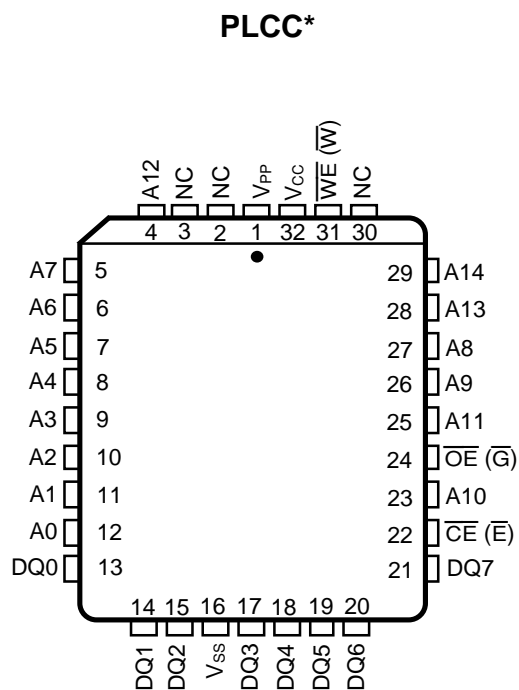 PLCC*
A12 NC NC VPP VCC W̅E̅ (W̅) NC
4 3 2 1 32 31 30
A7 5 29 A14
A6 6 28 A13
A5 7 27 A8
A4 8 26 A9
A3 9 25 A11
A2 10 24 O̅E̅ (G̅)
A1 11 23 A10
A0 12 22 C̅E̅ (E̅)
DQ0 13 21 DQ7
14 15 16 17 18 19 20
DQ1 DQ2 VSS DQ3 DQ4 DQ5 DQ6